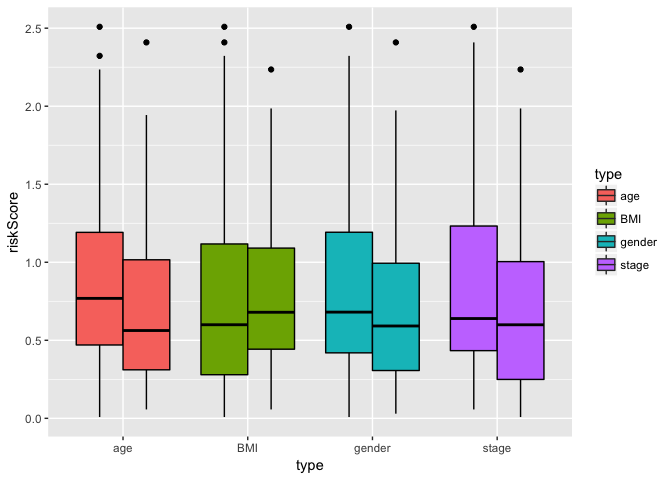 2.5
2.0
1.5
1.0
0.5
0.0
riskScore
age BMI gender stage
type
type
age
BMI
gender
stage